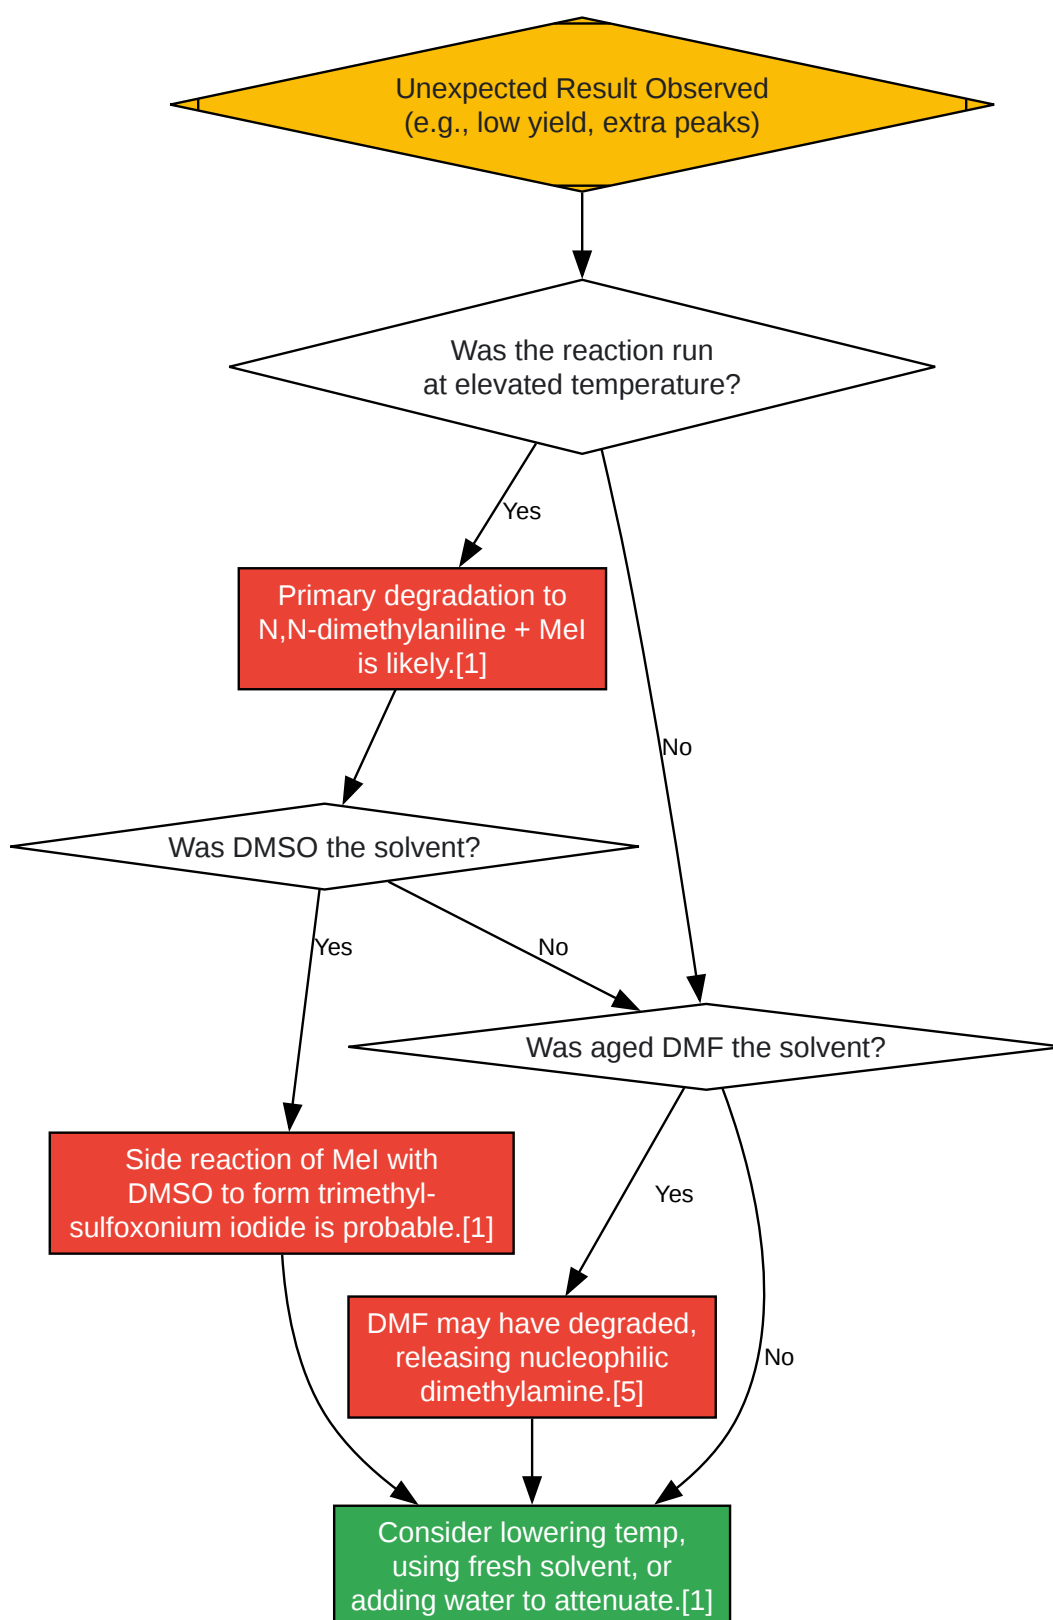 Unexpected Result Observed
(e.g., low yield, extra peaks)
Was the reaction run
at elevated temperature?
Yes
Primary degradation to
N,N-dimethylaniline + MeI
is likely.[1]
No
Was DMSO the solvent?
Yes
No
Was aged DMF the solvent?
Side reaction of MeI with
DMSO to form trimethyl-
sulfoxonium iodide is probable.[1]
Yes
DMF may have degraded,
releasing nucleophilic
dimethylamine.[5]
No
Consider lowering temp,
using fresh solvent, or
adding water to attenuate.[1]